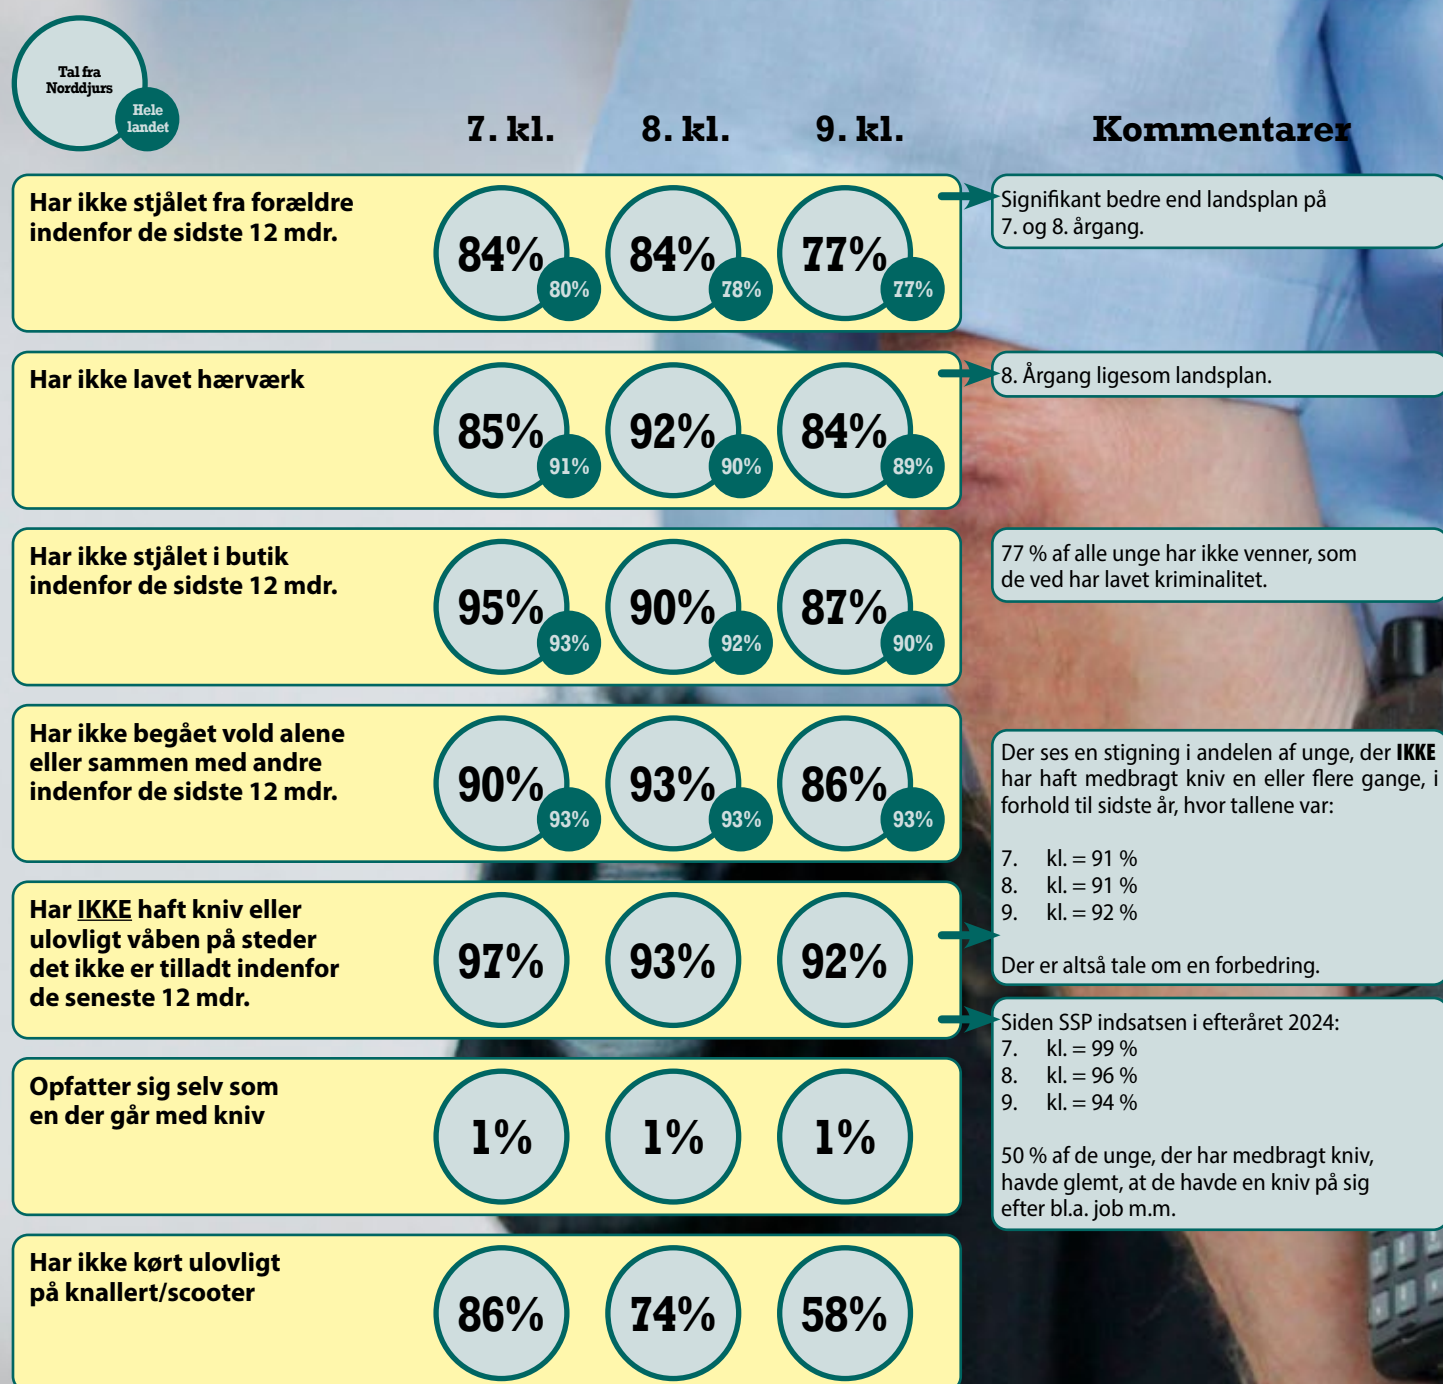 Tal fra
Norddjurs
Hele
landet
7. kl.
8. kl.
9. kl.
Kommentarer
Har ikke stjålet fra forældre
indenfor de sidste 12 mdr.
84%
80%
84%
78%
77%
77%
Signifikant bedre end landsplan på
7. og 8. årgang.
Har ikke lavet hærværk
85%
91%
92%
90%
84%
89%
8. Årgang ligesom landsplan.
Har ikke stjålet i butik
indenfor de sidste 12 mdr.
95%
93%
90%
92%
87%
90%
77 % af alle unge har ikke venner, som
de ved har lavet kriminalitet.
Har ikke begået vold alene
eller sammen med andre
indenfor de sidste 12 mdr.
90%
93%
93%
93%
86%
93%
Der ses en stigning i andelen af unge, der IKKE
har haft medbragt kniv en eller flere gange, i
forhold til sidste år, hvor tallene var:
7. kl. = 91 %
8. kl. = 91 %
9. kl. = 92 %
Der er altså tale om en forbedring.
Har IKKE haft kniv eller
ulovligt våben på steder
det ikke er tilladt indenfor
de seneste 12 mdr.
97%
93%
92%
Siden SSP indsatsen i efteråret 2024:
7. kl. = 99 %
8. kl. = 96 %
9. kl. = 94 %
50 % af de unge, der har medbragt kniv,
havde glemt, at de havde en kniv på sig
efter bl.a. job m.m.
Opfatter sig selv som
en der går med kniv
1%
1%
1%
Har ikke kørt ulovligt
på knallert/scooter
86%
74%
58%